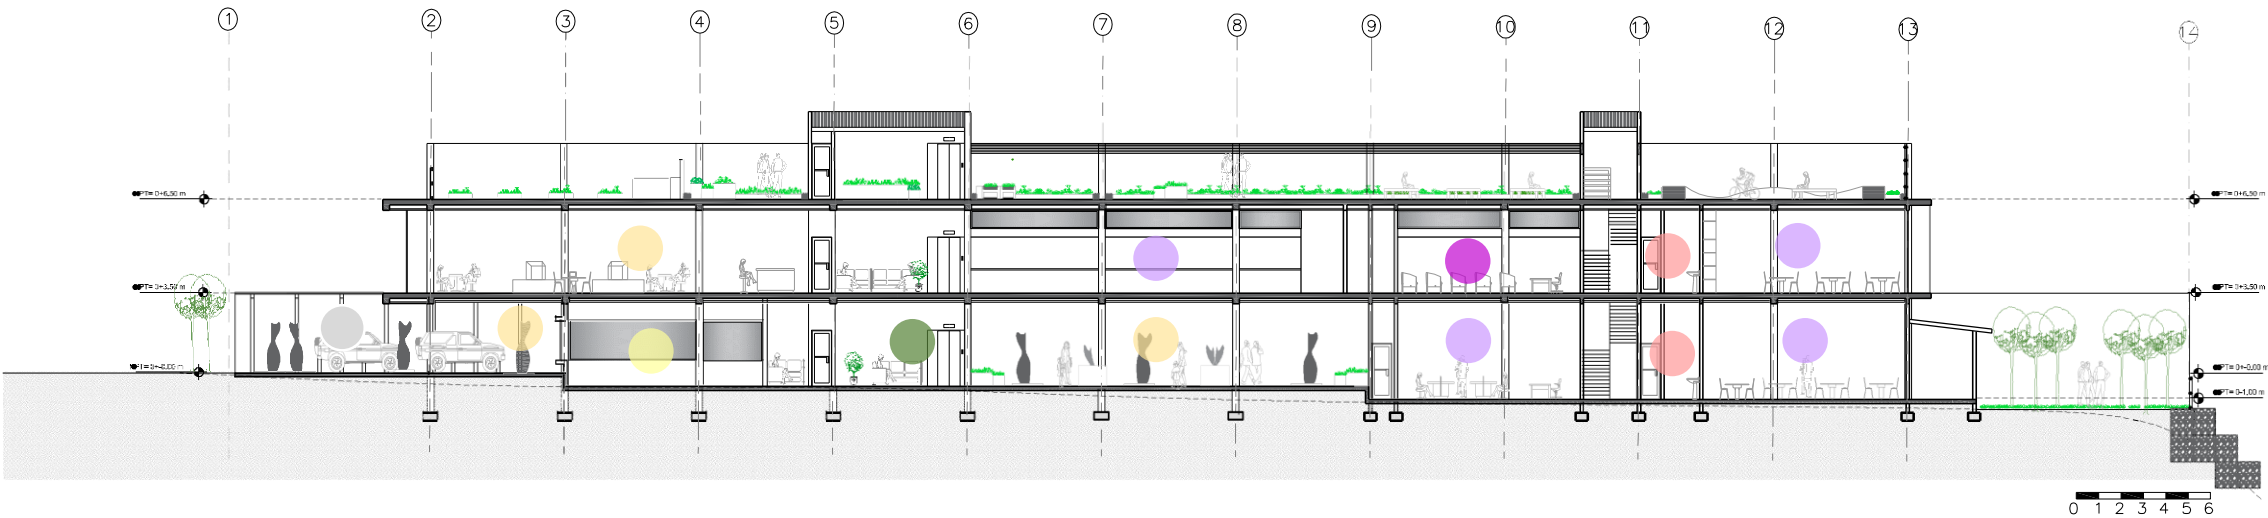 1 2 3 4 5 6 7 8 9 10 11 12 13 14
PT= 0+6.50 m
PT= 0+6.50 m
PT= 0+3.50 m
PT= 0+3.50 m
PT= 0+-0.00 m
PT= 0+-0.00 m
PT= 0-1.00 m
0 1 2 3 4 5 6